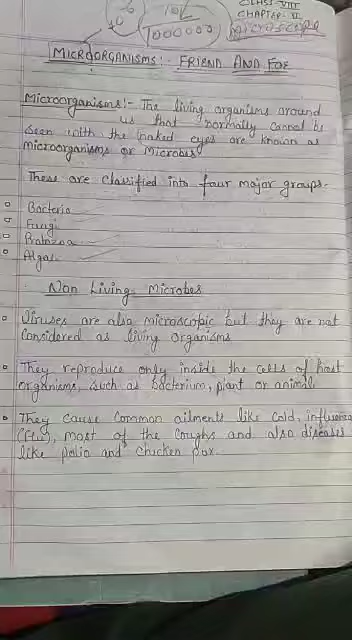 CLASS-VIII
CHAPTER-II
-6
10
10
1000000
Microscope
MICROORGANISMS:- FRIEND AND FOE
Microorganisms:- The living organisms around
us that normally cannot be
seen with the naked eyes are known as
microorganisms or Microbes
These are classified into four major groups-
Bacteria
Fungi
Protozoa
Algae
Non Living Microbes
Viruses are also microscopic but they are not
considered as living organisms
They reproduce only inside the cells of host
organisms, such as bacterium, plant or animal.
They cause common ailments like cold, influenza
(flu), most of the coughs and also diseases
like polio and chicken pox.